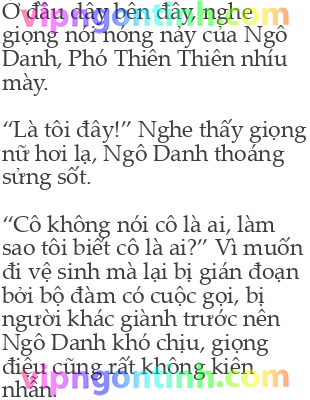 Ở đầu dây bên đây, nghe
giọng nói nóng nảy của Ngô
Danh, Phó Thiên Thiên nhíu
mày.
“Là tôi đây!” Nghe thấy giọng
nữ hơi lạ, Ngô Danh thoáng
sửng sốt.
“Cô không nói cô là ai, làm
sao tôi biết cô là ai?” Vì muốn
đi vệ sinh mà lại bị gián đoạn
bởi bộ đàm có cuộc gọi, bị
người khác giành trước nên
Ngô Danh khó chịu, giọng
điệu cũng rất không kiên
nhẫn.
vipngontinh.com
vipngontinh.com